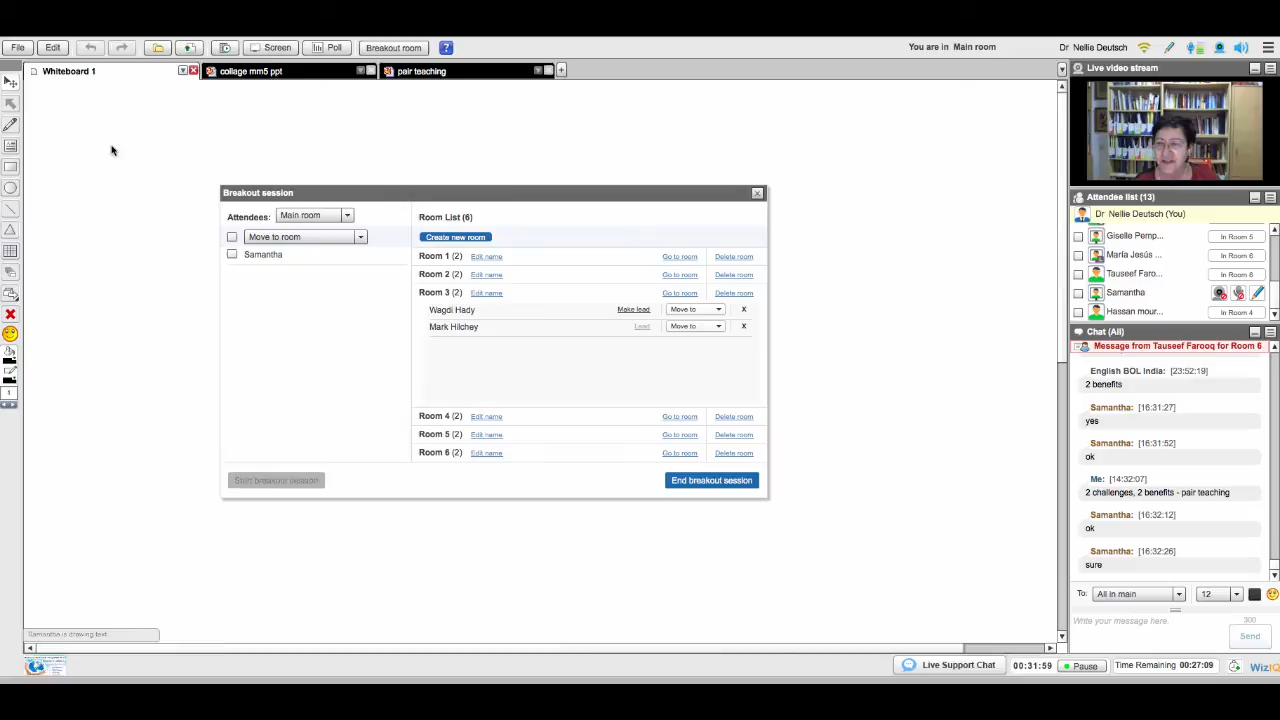 File Edit Screen Poll Breakout room ? You are in Main room Dr Nellie Deutsch
Whiteboard 1 collage mm5 ppt pair teaching +
Live video stream
Breakout session
Attendees: Main room
Move to room
Samantha
Room List (6)
Create new room
Room 1 (2) Edit name Go to room Delete room
Room 2 (2) Edit name Go to room Delete room
Room 3 (2) Edit name Go to room Delete room
Wagdi Hady Make lead Move to X
Mark Hilchey Lead Move to X
Room 4 (2) Edit name Go to room Delete room
Room 5 (2) Edit name Go to room Delete room
Room 6 (2) Edit name Go to room Delete room
Start breakout session End breakout session
Attendee list (13)
Dr Nellie Deutsch (You)
Giselle Pemp... In Room 5
María Jesús ... In Room 6
Tauseef Faro... In Room 6
Samantha
Hassan mour... In Room 4
Chat (All)
Message from Tauseef Farooq for Room 6
English BOL India: [23:52:19]
2 benefits
Samantha: [16:31:27]
yes
Samantha: [16:31:52]
ok
Me: [14:32:07]
2 challenges, 2 benefits - pair teaching
Samantha: [16:32:12]
ok
Samantha: [16:32:26]
sure
To: All in main 12
Write your message here. 300
Send
1
Samantha is drawing text
Live Support Chat 00:31:59 Pause Time Remaining 00:27:09 WizIQ